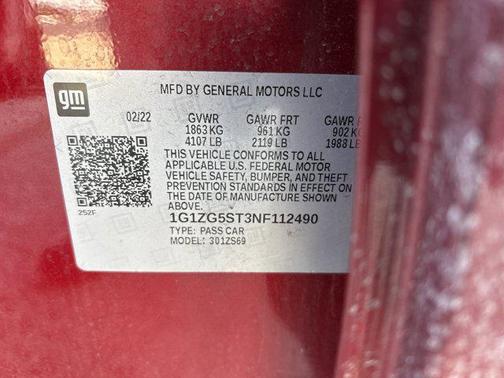 gm
MFD BY GENERAL MOTORS LLC
02/22 GVWR GAWR FRT GAWR
1863 KG 961 KG 902 KG
4107 LB 2119 LB 1988 LB
THIS VEHICLE CONFORMS TO ALL
APPLICABLE U.S. FEDERAL MOTOR
VEHICLE SAFETY, BUMPER, AND THEFT
PREVENTION STANDARDS IN EFFECT ON
THE DATE OF MANUFACTURE SHOWN
ABOVE.
252F
1G1ZG5ST3NF112490
TYPE: PASS CAR
MODEL: 301ZS69